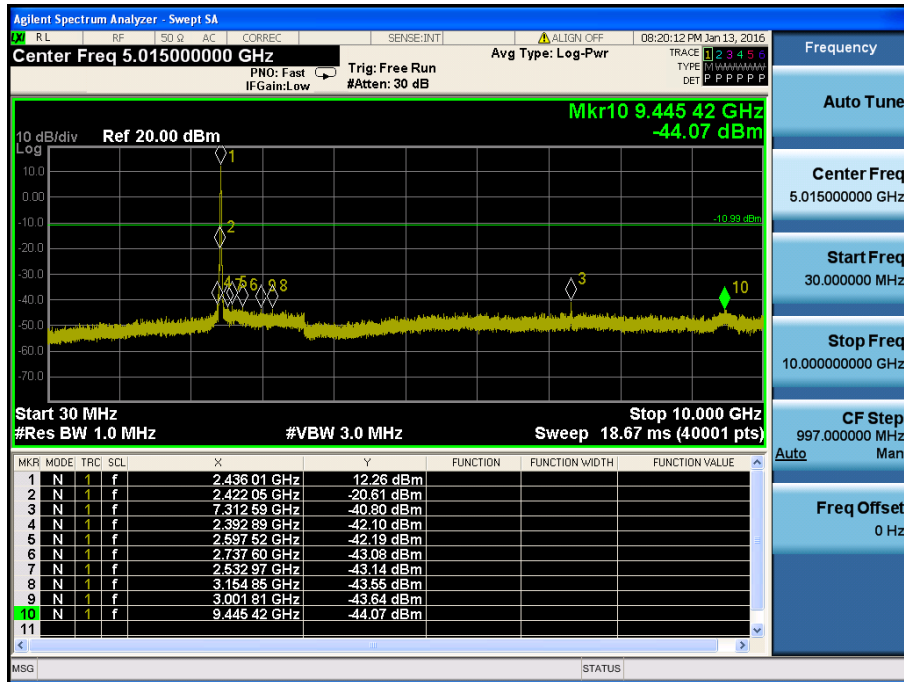 Agilent Spectrum Analyzer - Swept SA
LXI RL RF 50 Ω AC CORREC SENSE:INT ALIGN OFF 08:20:12 PM Jan 13, 2016
Center Freq 5.015000000 GHz
PNO: Fast
IFGain:Low
Trig: Free Run
#Atten: 30 dB
Avg Type: Log-Pwr
TRACE 1 2 3 4 5 6
TYPE MWWWWW
DET P P P P P P
Mkr10 9.445 42 GHz
-44.07 dBm
10 dB/div Ref 20.00 dBm
Log
10.0
0.00
-10.0
-20.0
-30.0
-40.0
-50.0
-60.0
-70.0
1
2
-10.99 dBm
3
10
Start 30 MHz Stop 10.000 GHz
#Res BW 1.0 MHz #VBW 3.0 MHz Sweep 18.67 ms (40001 pts)
MKR MODE TRC SCL X Y FUNCTION FUNCTION WIDTH FUNCTION VALUE
1 N 1 f 2.436 01 GHz 12.26 dBm
2 N 1 f 2.422 05 GHz -20.61 dBm
3 N 1 f 7.312 59 GHz -40.80 dBm
4 N 1 f 2.392 89 GHz -42.10 dBm
5 N 1 f 2.597 52 GHz -42.19 dBm
6 N 1 f 2.737 60 GHz -43.08 dBm
7 N 1 f 2.532 97 GHz -43.14 dBm
8 N 1 f 3.154 85 GHz -43.55 dBm
9 N 1 f 3.001 81 GHz -43.64 dBm
10 N 1 f 9.445 42 GHz -44.07 dBm
11
MSG STATUS
Frequency
Auto Tune
Center Freq
5.015000000 GHz
Start Freq
30.000000 MHz
Stop Freq
10.000000000 GHz
CF Step
997.000000 MHz
Auto Man
Freq Offset
0 Hz